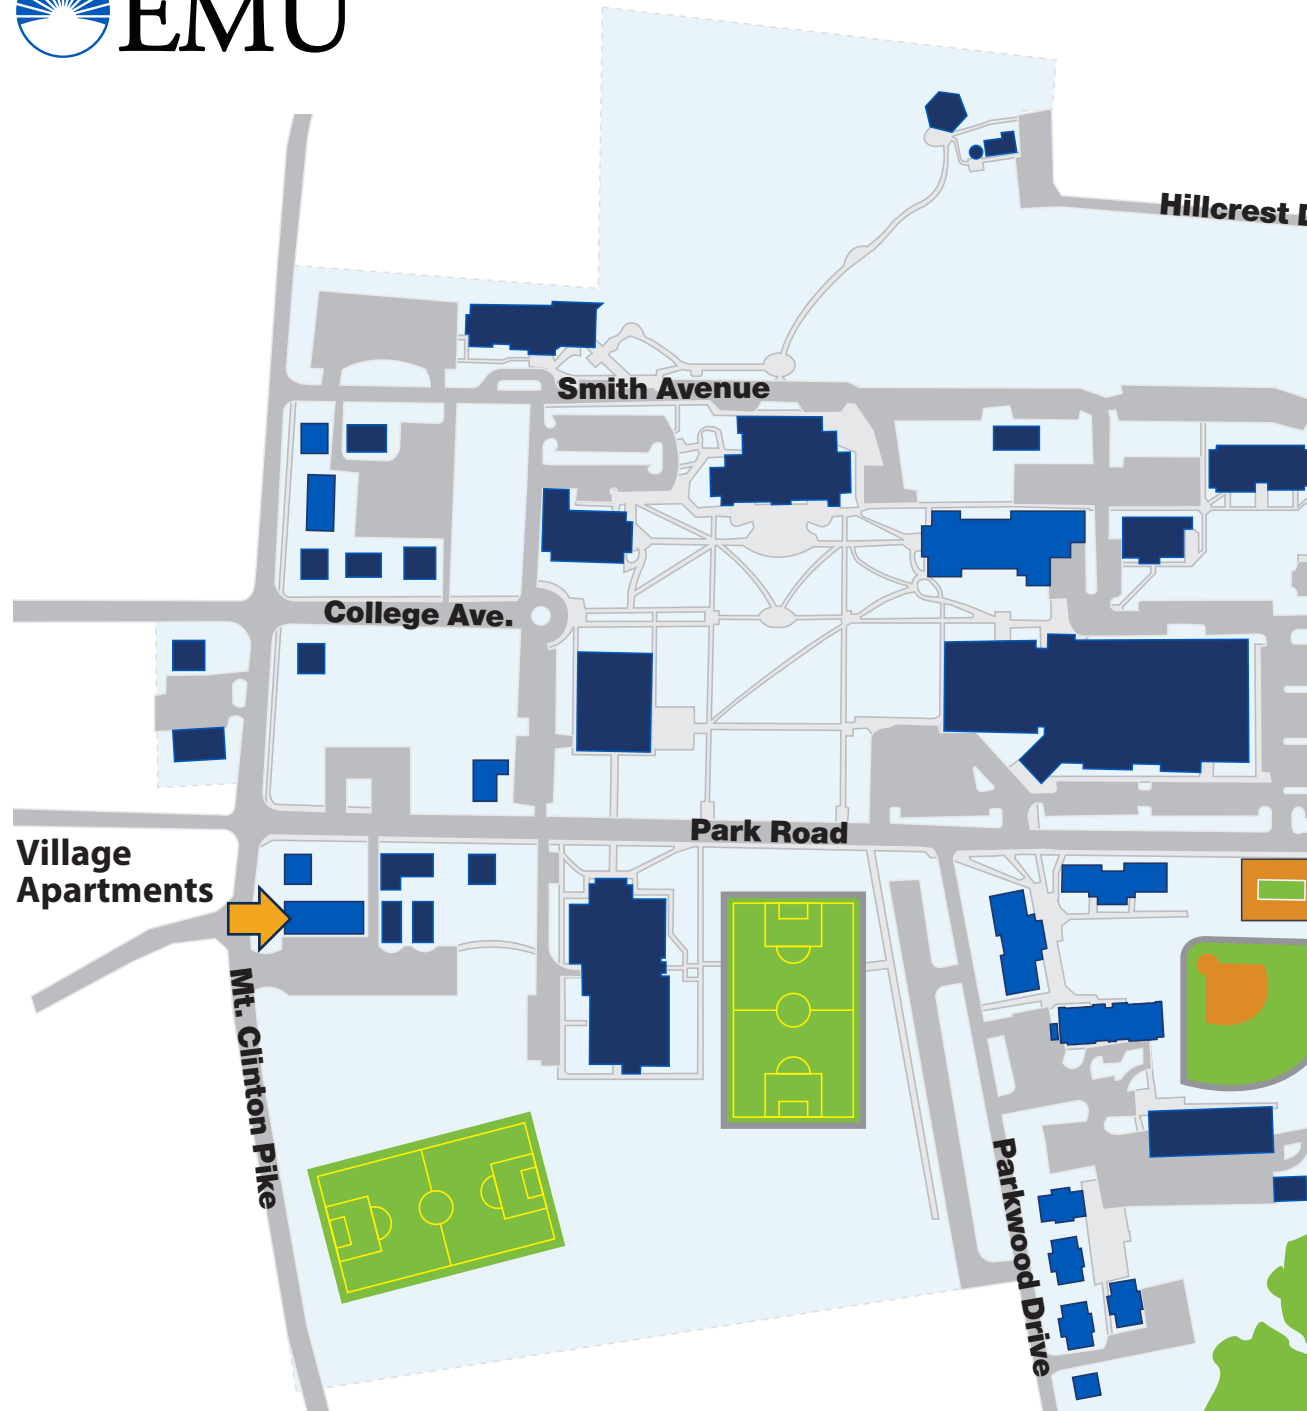 EMU
Hillcrest D
Smith Avenue
College Ave.
Park Road
Village
Apartments
Mt. Clinton Pike
Parkwood Drive